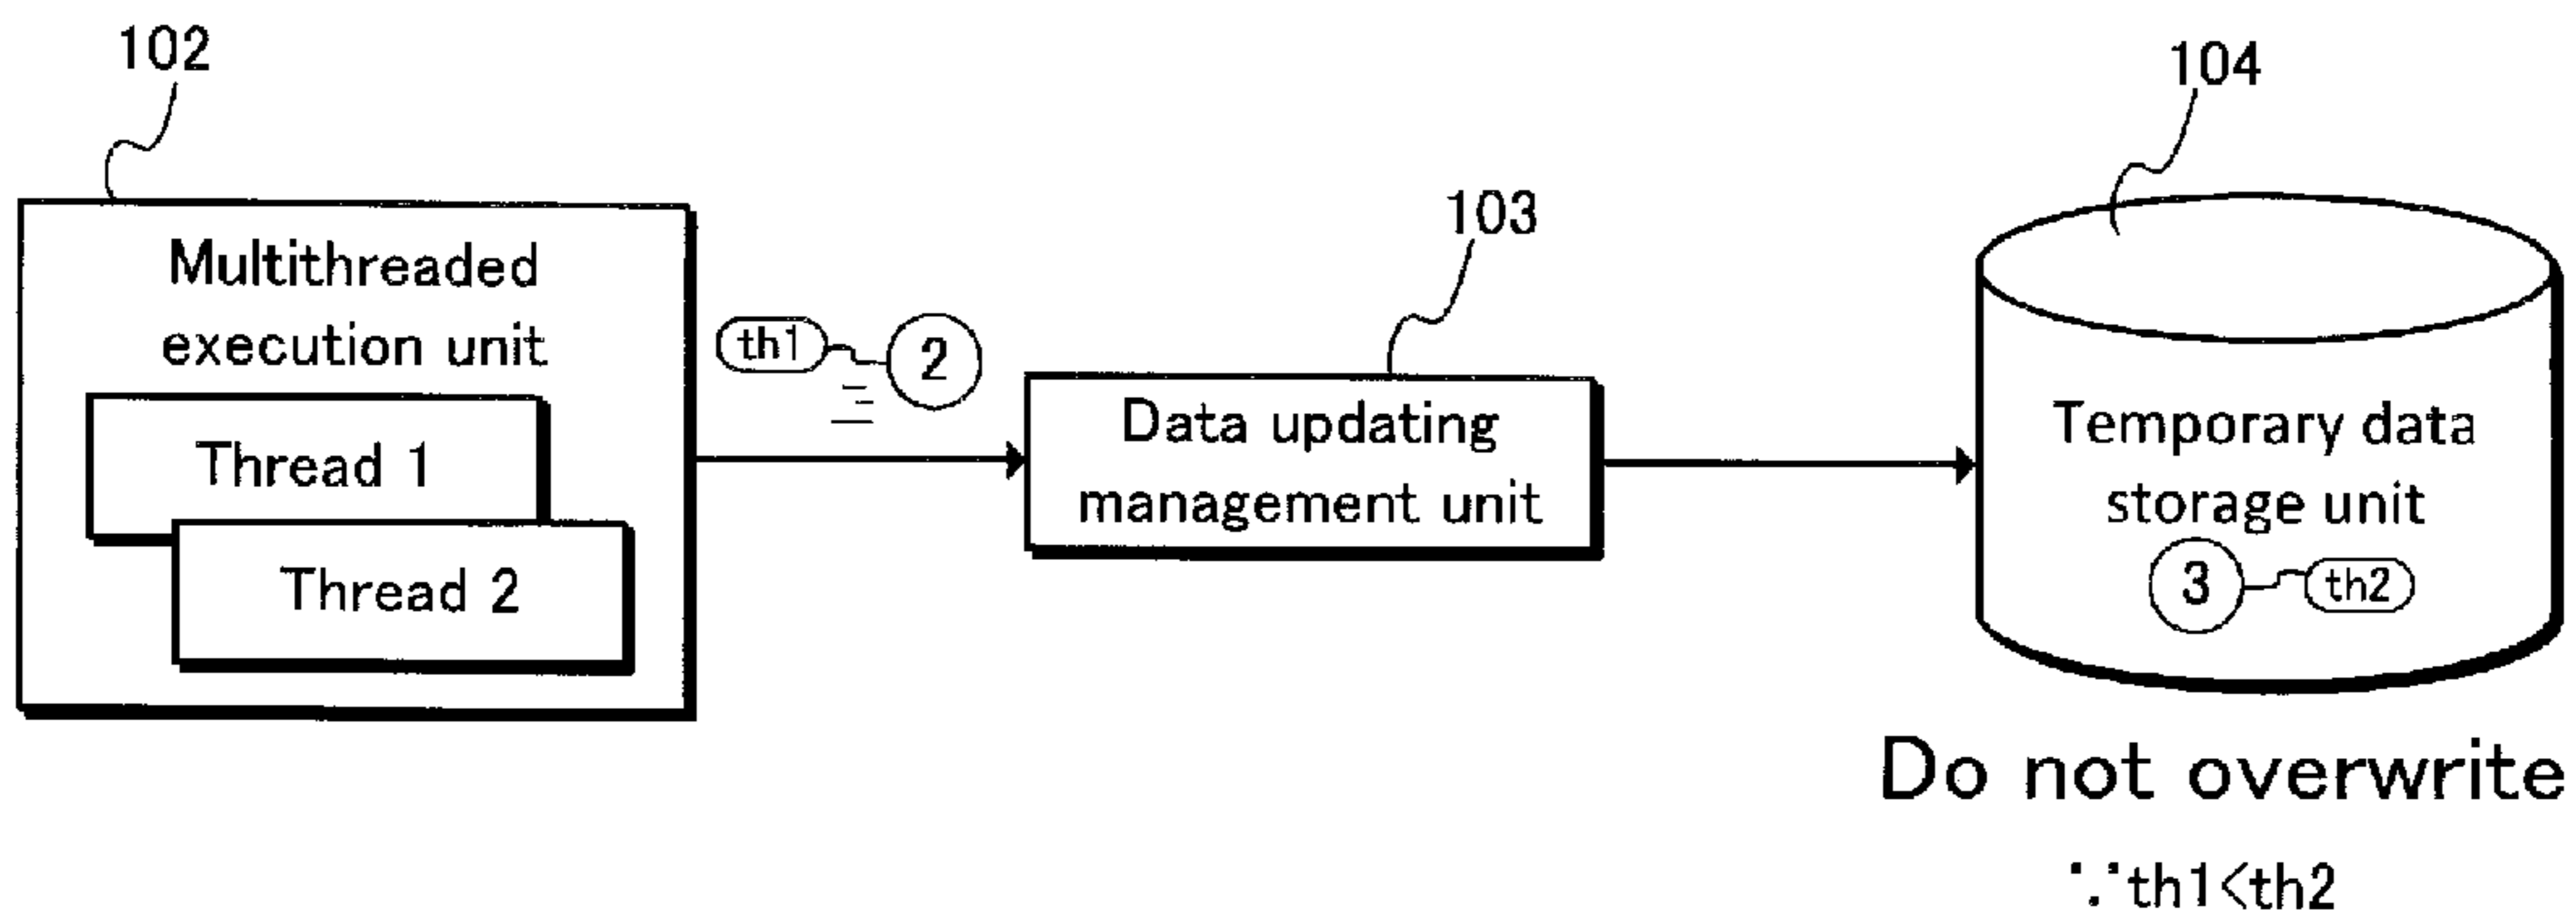 102
104
103
Multithreaded
execution unit
th1
2
Thread 1
Thread 2
Data updating
management unit
Temporary data
storage unit
3
th2
Do not overwrite
∵th1<th2